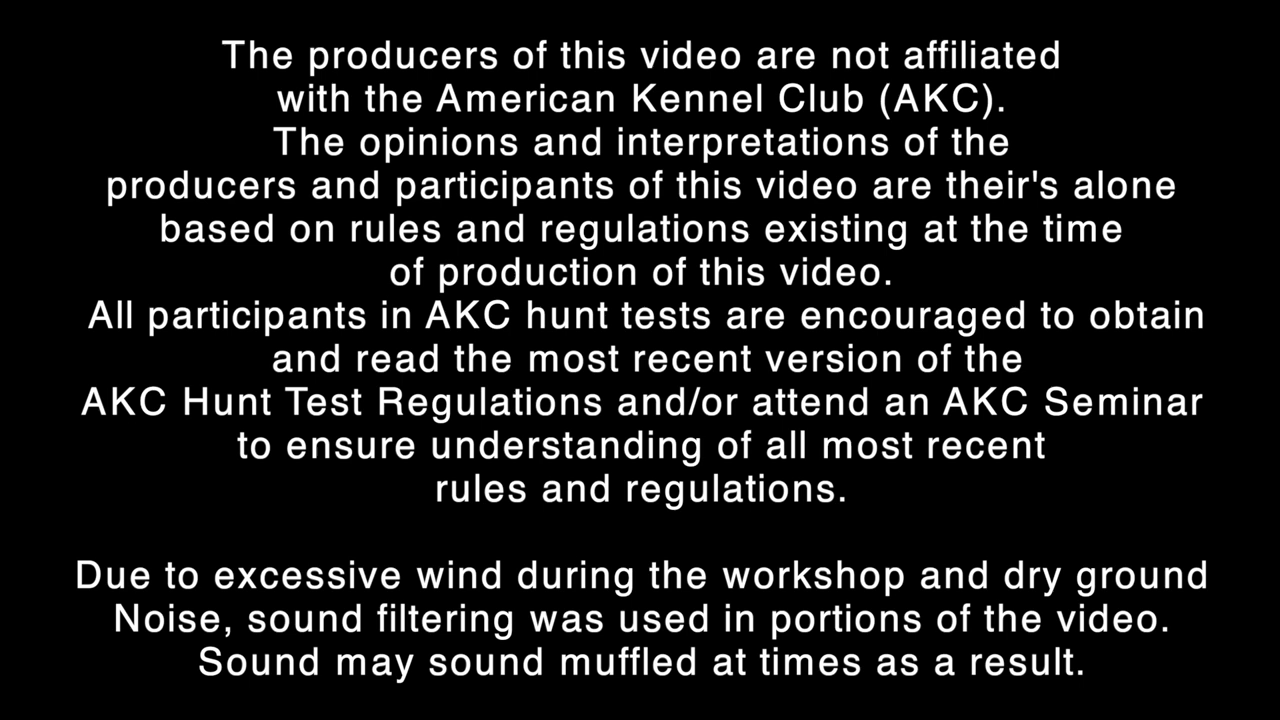 The producers of this video are not affiliated
with the American Kennel Club (AKC).
The opinions and interpretations of the
producers and participants of this video are their's alone
based on rules and regulations existing at the time
of production of this video.
All participants in AKC hunt tests are encouraged to obtain
and read the most recent version of the
AKC Hunt Test Regulations and/or attend an AKC Seminar
to ensure understanding of all most recent
rules and regulations.
Due to excessive wind during the workshop and dry ground
Noise, sound filtering was used in portions of the video.
Sound may sound muffled at times as a result.